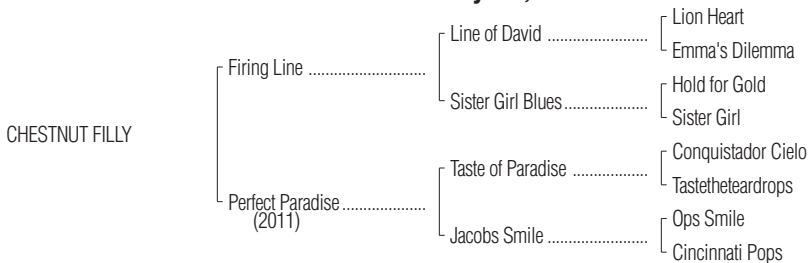 Lion Heart
Line of David ....................
Emma's Dilemma
Firing Line ............................
Hold for Gold
Sister Girl Blues....................
Sister Girl
CHESTNUT FILLY
Conquistador Cielo
Taste of Paradise ..................
Tastetheteardrops
Perfect Paradise....................
(2011)
Ops Smile
Jacobs Smile ........................
Cincinnati Pops